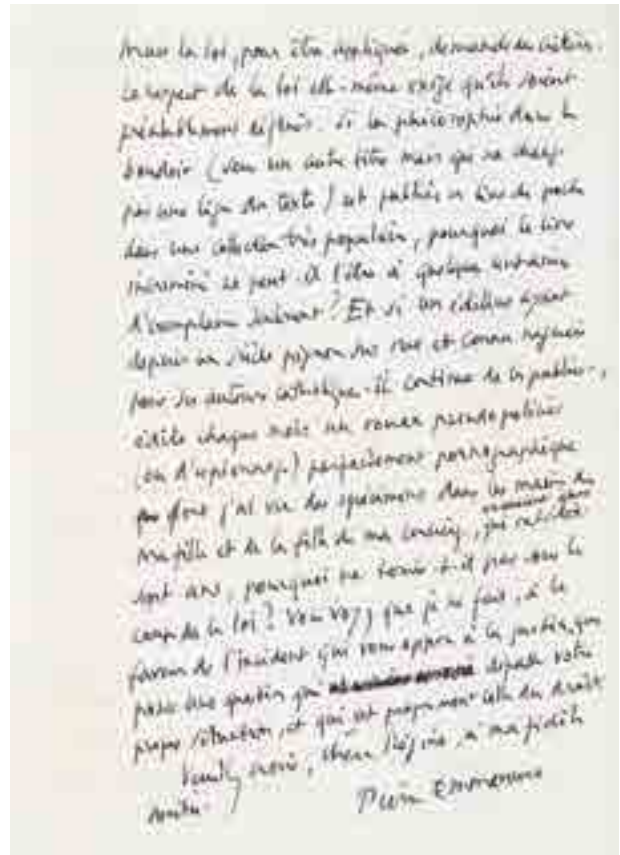 Mais la loi, pour être appliquée, demande des critères.
Le respect de la loi elle-même exige qu'ils soient
préalablement définis. Si la philosophie dans le
boudoir (sous un autre titre mais qui ne change
pas une ligne du texte) est publiée en livre de poche
dans une collection très populaire, pourquoi le livre
incriminé ne peut-il l'être à quelque
d'exemplaires seulement ? Et si un éditeur ayant
depuis un siècle pignon sur rue et connu
pour ses auteurs catholiques - il continue de les publier -,
édite chaque mois un roman pseudo policier
(ou d'espionnage) parfaitement pornographique
dont j'ai vu des specimens dans les mains de
ma fille et de la fille de ma concierge, qui
sept ans, pourquoi ne tombe-t-il pas sous le
coup de la loi ? Vous voyez que je ne fais, à la
faveur de l'incident qui vous oppose à la justice, que
poser une question qui dépasse votre
propre situation, et qui est proprement celle du droit.
Veuillez croire, chère Régine, à ma fidèle
amitié.
Pierre Emmanuel